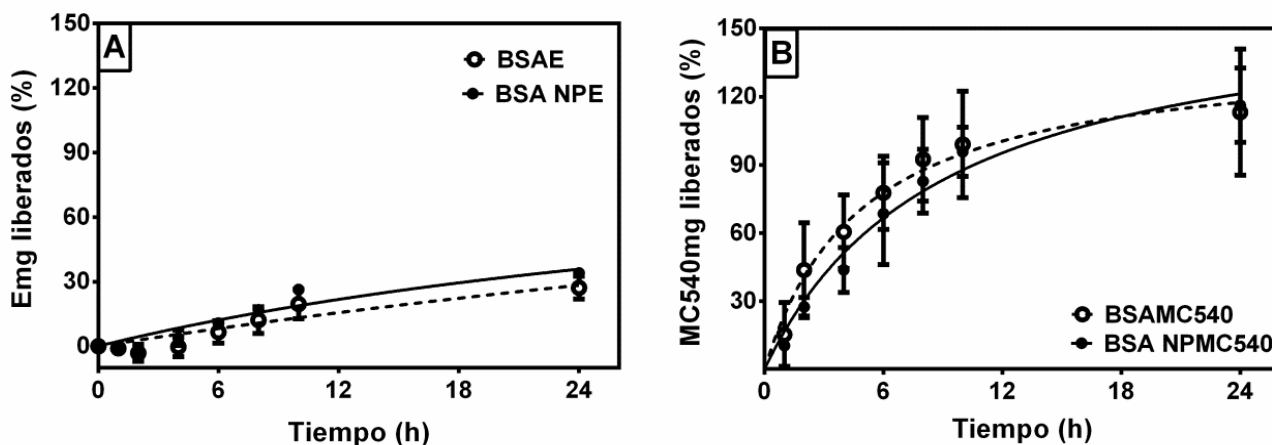 A
Emg liberados (%)
150
120
90
60
30
0
BSAE
BSA NPE
0 6 12 18 24
Tiempo (h)
B
MC540mg liberados (%)
150
120
90
60
30
BSAMC540
BSA NPMC540
0 6 12 18 24
Tiempo (h)